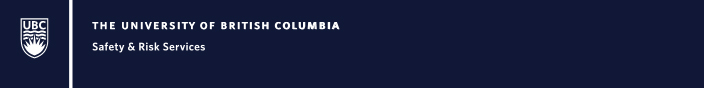 UBC
THE UNIVERSITY OF BRITISH COLUMBIA
Safety & Risk Services